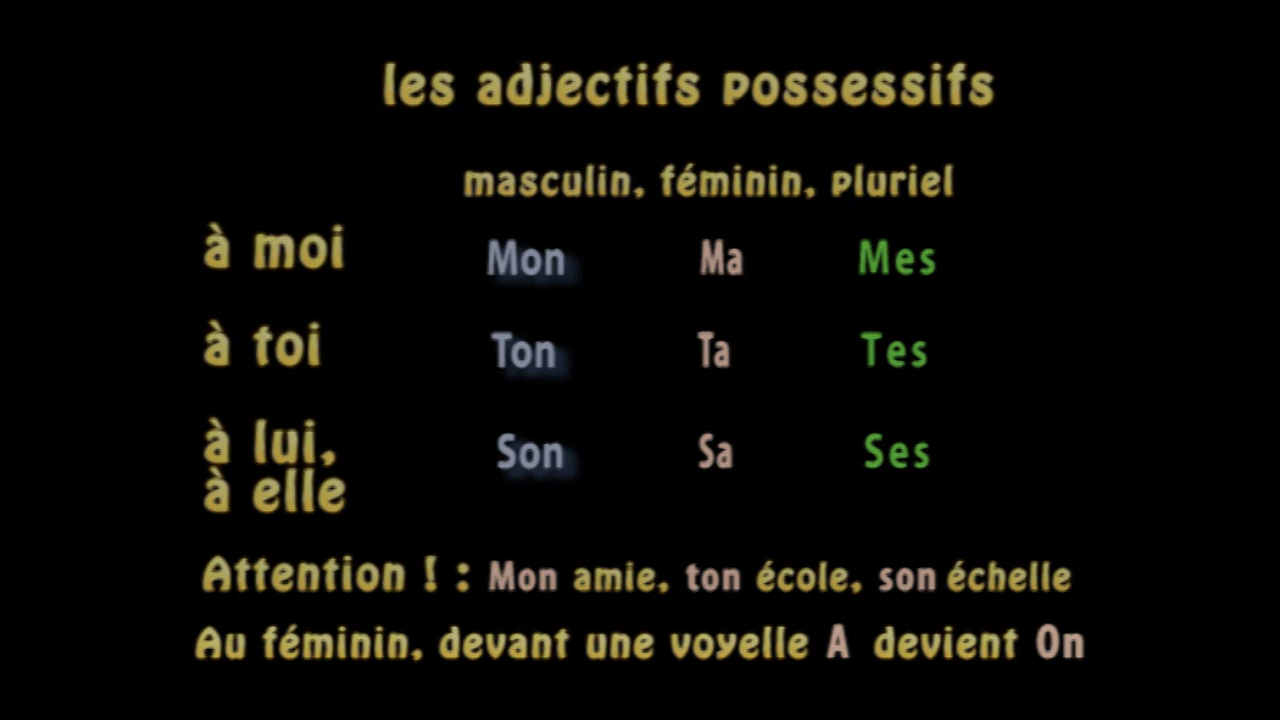 les adjectifs possessifs
masculin, féminin, pluriel
à moi Mon Ma Mes
à toi Ton Ta Tes
à lui, Son Sa Ses
à elle
Attention ! : Mon amie, ton école, son échelle
Au féminin, devant une voyelle A devient On